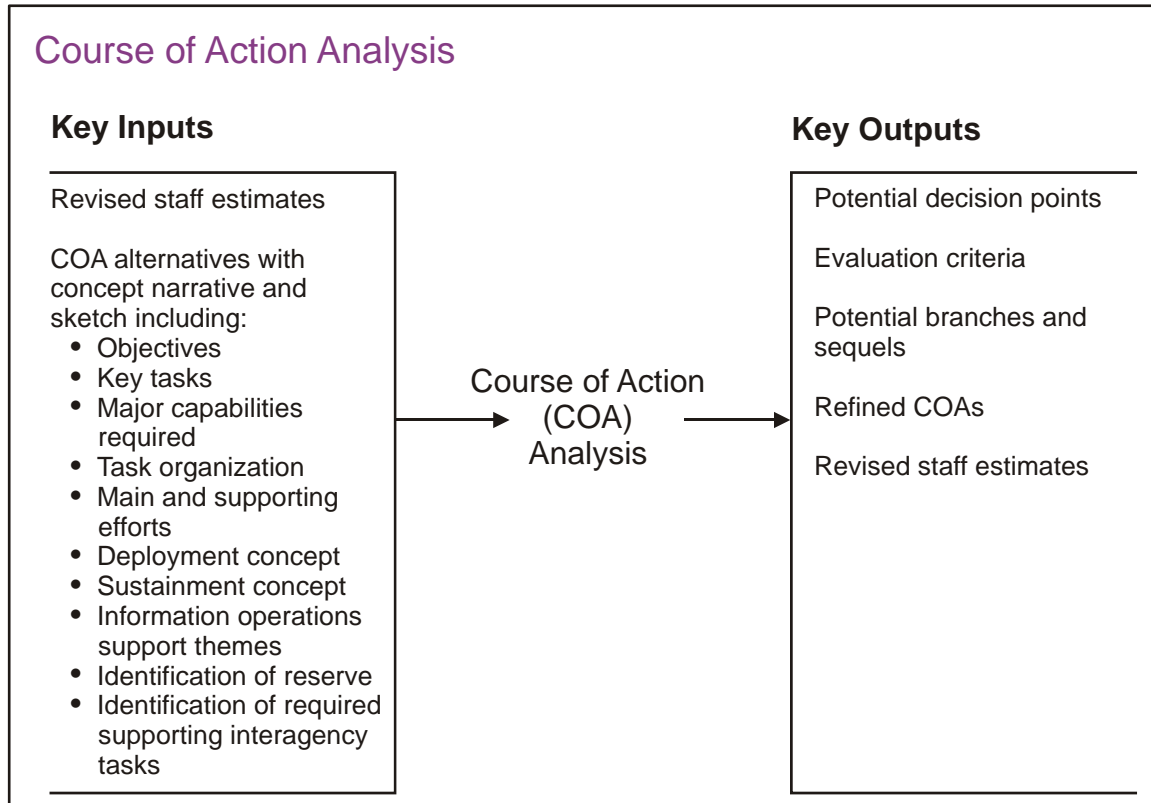 Course of Action Analysis
Key Inputs
Revised staff estimates
COA alternatives with
concept narrative and
sketch including:
• Objectives
• Key tasks
• Major capabilities
required
• Task organization
• Main and supporting
efforts
• Deployment concept
• Sustainment concept
• Information operations
support themes
• Identification of reserve
• Identification of required
supporting interagency
tasks
Course of Action
(COA)
Analysis
Key Outputs
Potential decision points
Evaluation criteria
Potential branches and
sequels
Refined COAs
Revised staff estimates